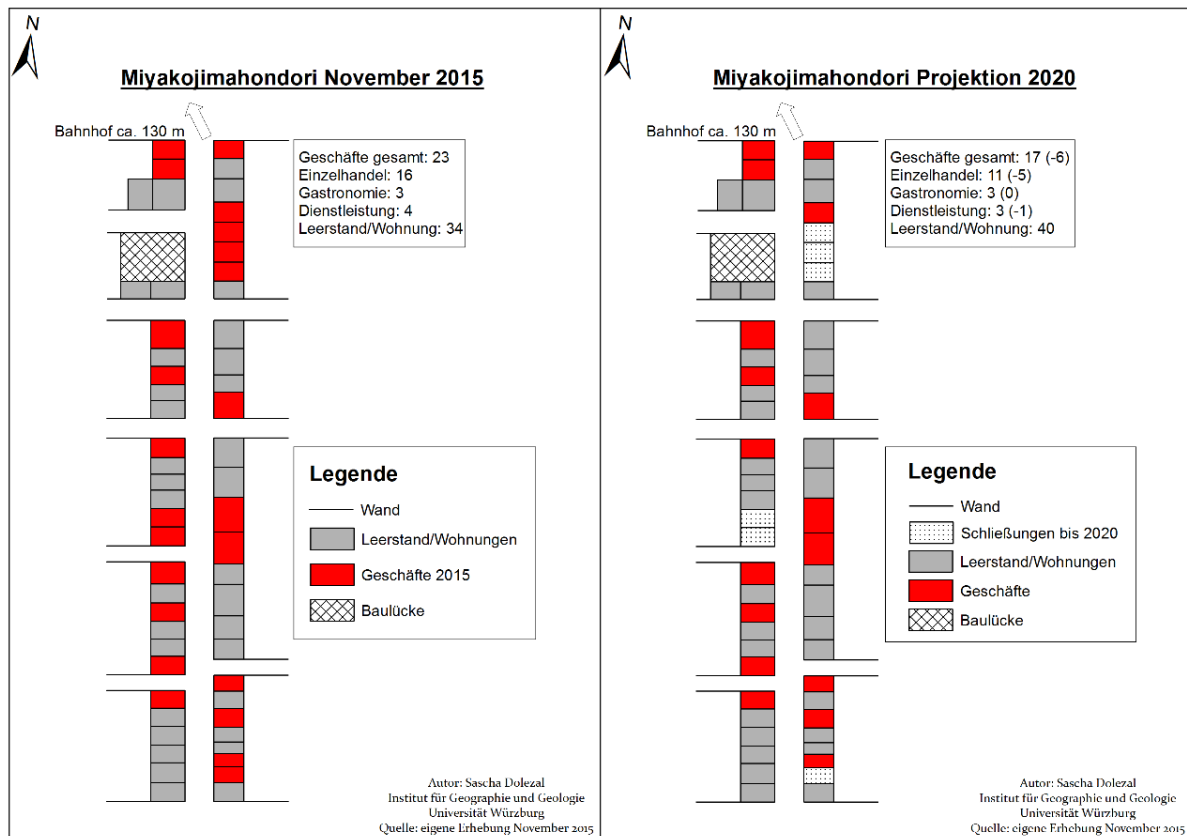 N
Miyakojimahondori November 2015
Bahnhof ca. 130 m
Geschäfte gesamt: 23
Einzelhandel: 16
Gastronomie: 3
Dienstleistung: 4
Leerstand/Wohnung: 34
Legende
Wand
Leerstand/Wohnungen
Geschäfte 2015
Baulücke
Autor: Sascha Dolezal
Institut für Geographie und Geologie
Universität Würzburg
Quelle: eigene Erhebung November 2015
N
Miyakojimahondori Projektion 2020
Bahnhof ca. 130 m
Geschäfte gesamt: 17 (-6)
Einzelhandel: 11 (-5)
Gastronomie: 3 (0)
Dienstleistung: 3 (-1)
Leerstand/Wohnung: 40
Legende
Wand
Schließungen bis 2020
Leerstand/Wohnungen
Geschäfte
Baulücke
Autor: Sascha Dolezal
Institut für Geographie und Geologie
Universität Würzburg
Quelle: eigene Erhebung November 2015